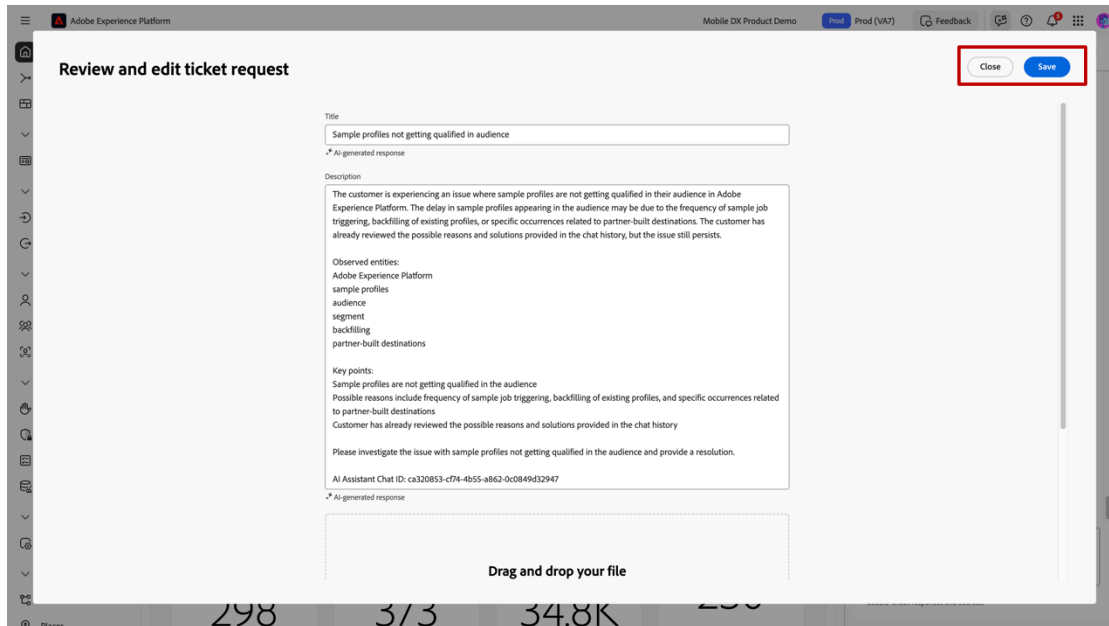 Adobe Experience Platform
Mobile DX Product Demo
Prod
Prod (VA7)
Feedback
Review and edit ticket request
Close
Save
Title
Sample profiles not getting qualified in audience
AI-generated response
Description
The customer is experiencing an issue where sample profiles are not getting qualified in their audience in Adobe
Experience Platform. The delay in sample profiles appearing in the audience may be due to the frequency of sample job
triggering, backfilling of existing profiles, or specific occurrences related to partner-built destinations. The customer has
already reviewed the possible reasons and solutions provided in the chat history, but the issue still persists.
Observed entities:
Adobe Experience Platform
sample profiles
audience
segment
backfilling
partner-built destinations
Key points:
Sample profiles are not getting qualified in the audience
Possible reasons include frequency of sample job triggering, backfilling of existing profiles, and specific occurrences related
to partner-built destinations
Customer has already reviewed the possible reasons and solutions provided in the chat history
Please investigate the issue with sample profiles not getting qualified in the audience and provide a resolution.
AI Assistant Chat ID: ca320853-cf74-4b55-a862-0c0849d32947
AI-generated response
Drag and drop your file
298
373
34.8K
Places